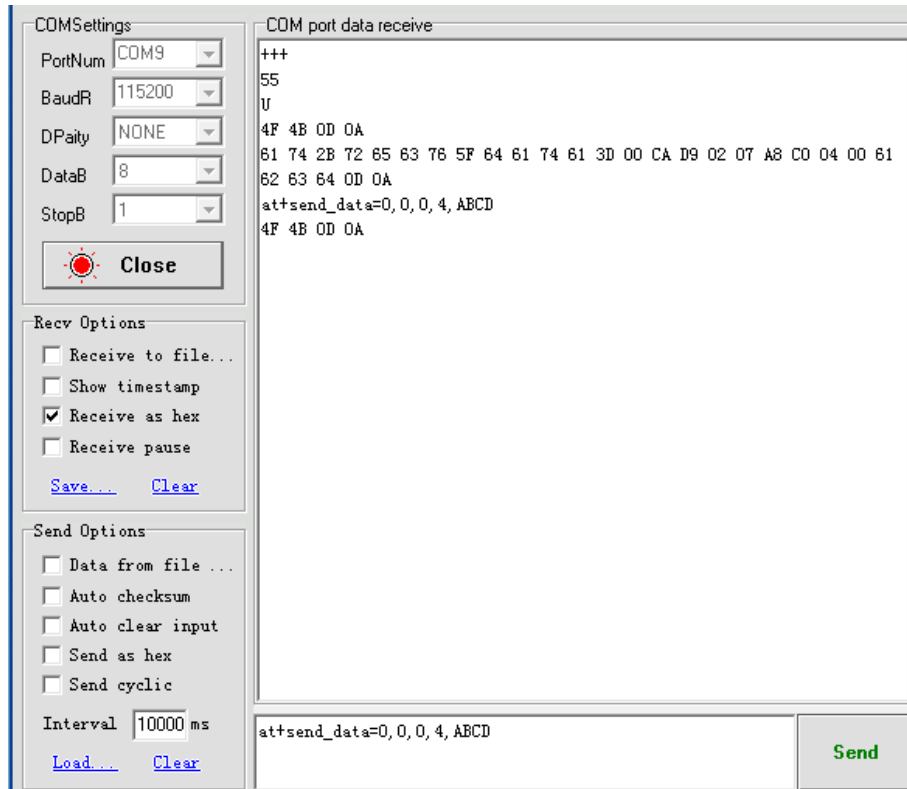 COMSettings
PortNum COM9
BaudR 115200
DPaity NONE
DataB 8
StopB 1
Close
Recv Options
Receive to file...
Show timestamp
Receive as hex
Receive pause
Save... Clear
Send Options
Data from file ...
Auto checksum
Auto clear input
Send as hex
Send cyclic
Interval 10000 ms
Load... Clear
COM port data receive
+++
55
U
4F 4B 0D 0A
61 74 2B 72 65 63 76 5F 64 61 74 61 3D 00 CA D9 02 07 A8 C0 04 00 61
62 63 64 0D 0A
at+send_data=0,0,0,4,ABCD
4F 4B 0D 0A
at+send_data=0,0,0,4,ABCD
Send